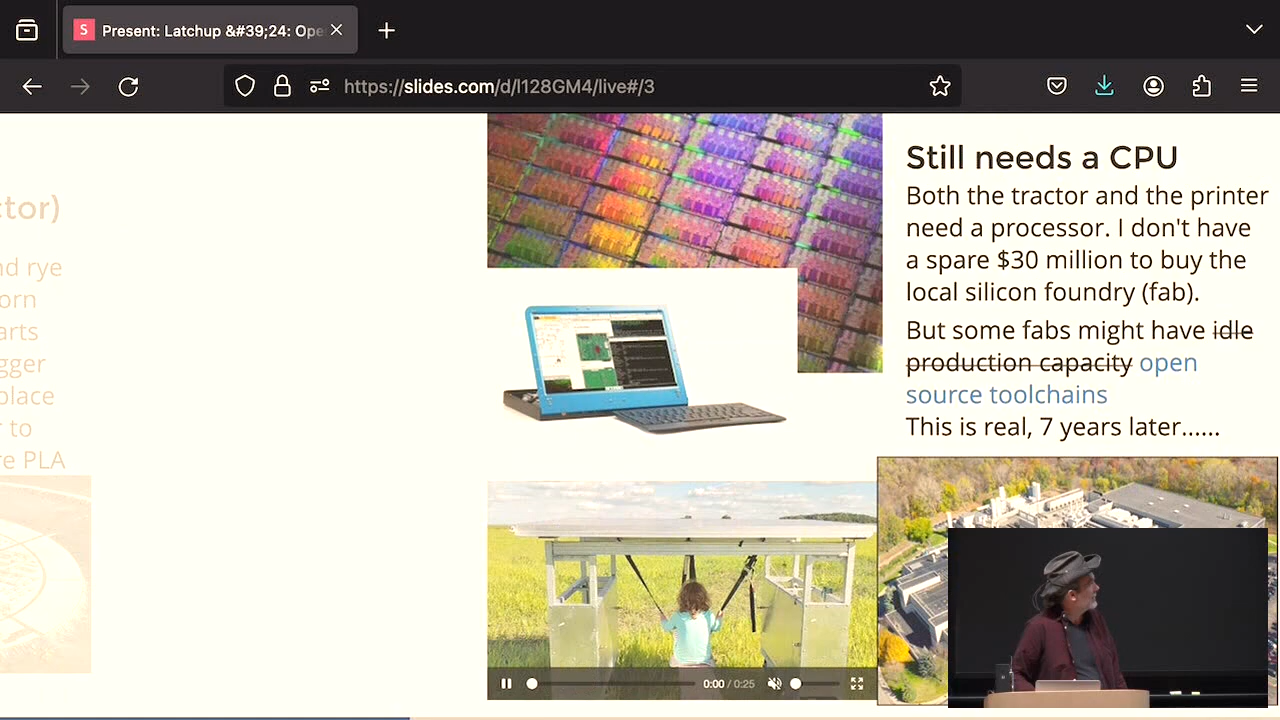 S
Present: Latchup &#39;24: Ope
https://slides.com/d/l128GM4/live#/3
ctor)
nd rye
orn
arts
gger
place
r to
re PLA
Still needs a CPU
Both the tractor and the printer
need a processor. I don't have
a spare $30 million to buy the
local silicon foundry (fab).
But some fabs might have idle
production capacity open
source toolchains
This is real, 7 years later......
0:00 / 0:25